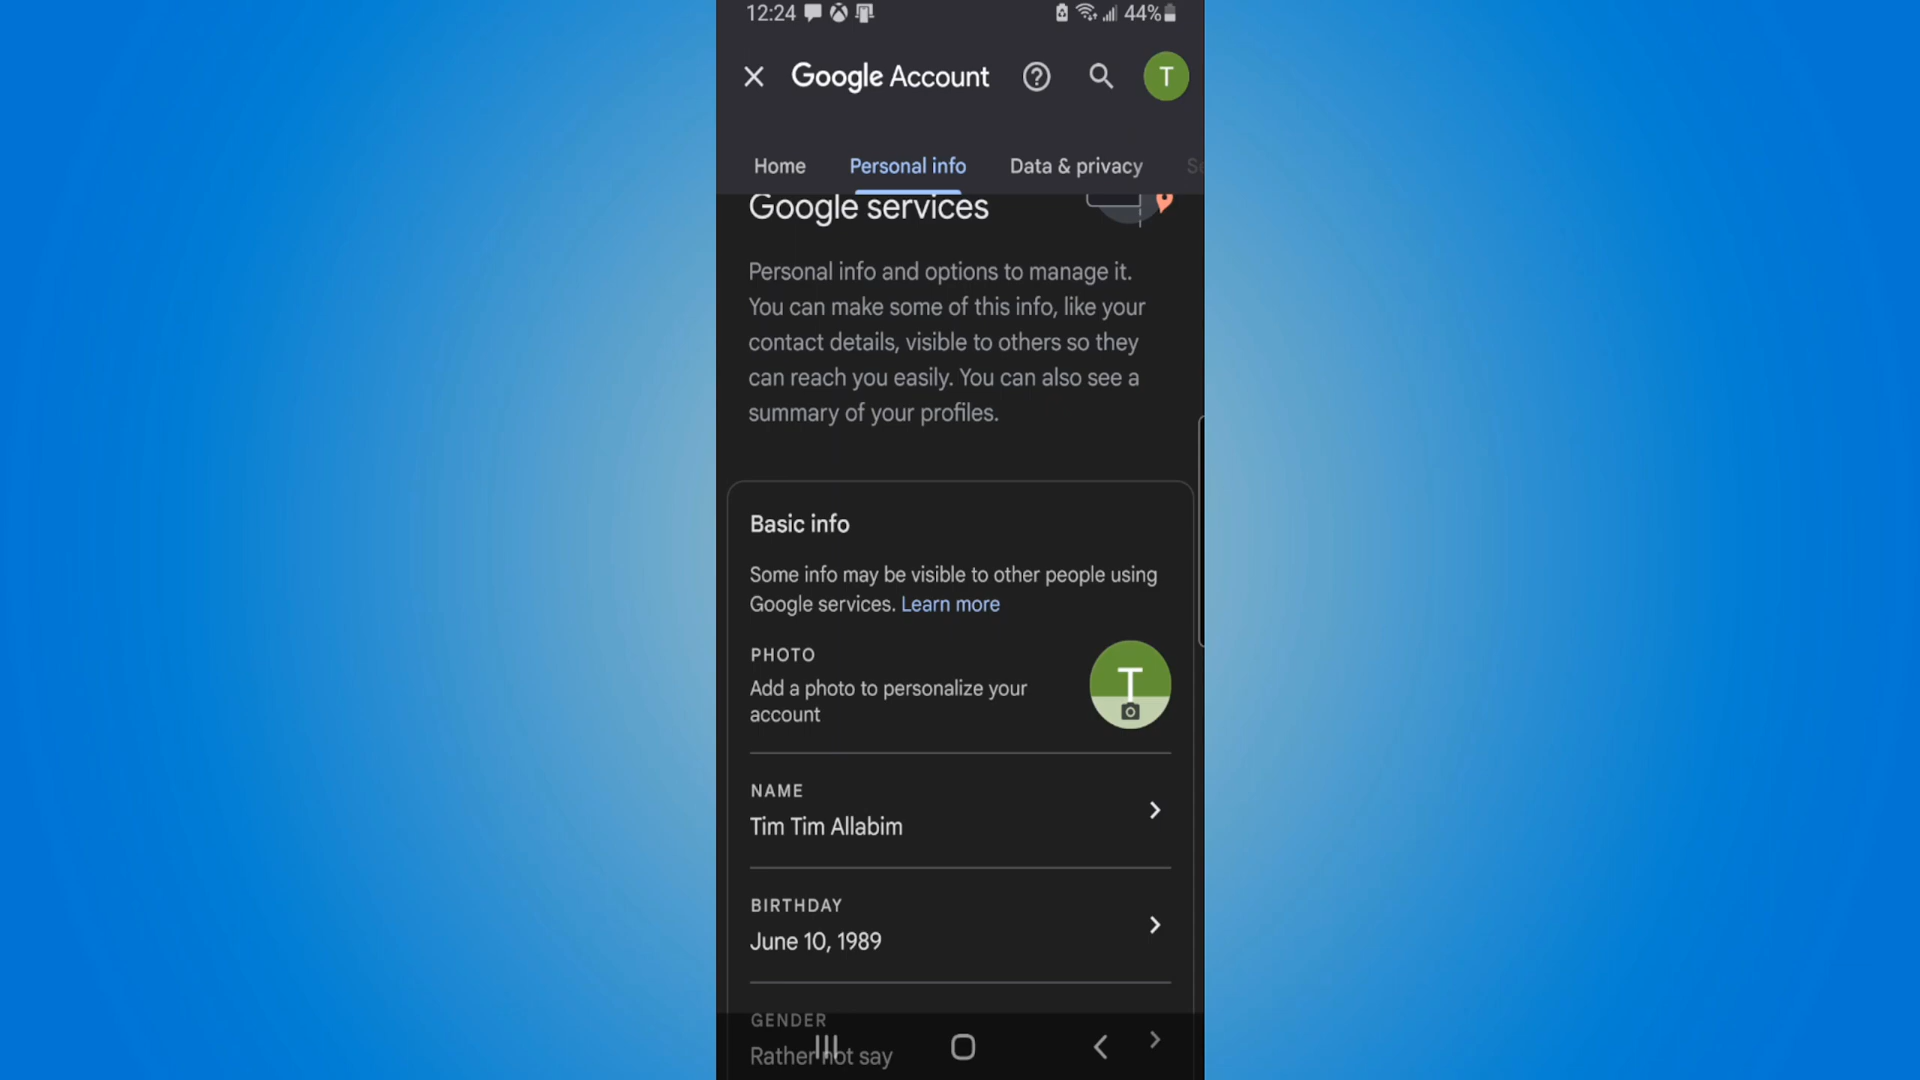 12:24
44%
Google Account
T
Home
Personal info
Data & privacy
Se
Google services
Personal info and options to manage it.
You can make some of this info, like your
contact details, visible to others so they
can reach you easily. You can also see a
summary of your profiles.
Basic info
Some info may be visible to other people using
Google services. Learn more
PHOTO
Add a photo to personalize your
account
T
NAME
Tim Tim Allabim
BIRTHDAY
June 10, 1989
GENDER
Rather not say